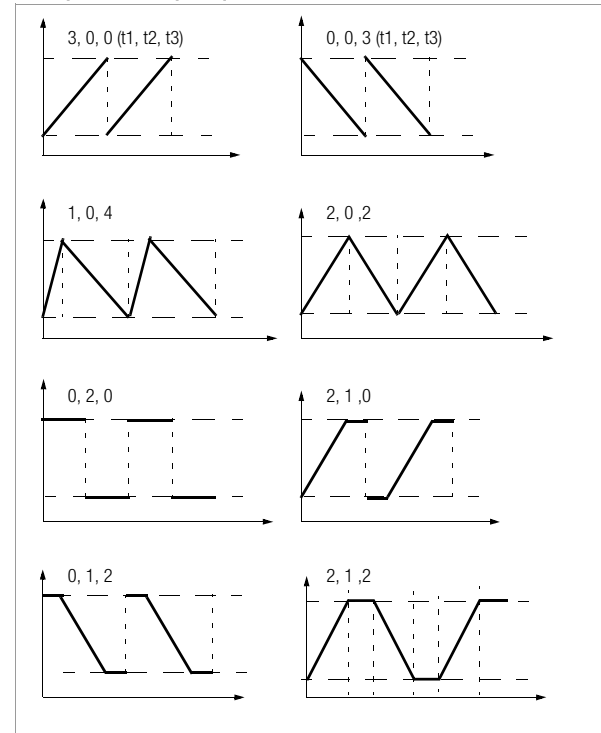 3, 0, 0 (t1, t2, t3)
0, 0, 3 (t1, t2, t3)
1, 0, 4
2, 0 ,2
0, 2, 0
2, 1 ,0
0, 1, 2
2, 1 ,2